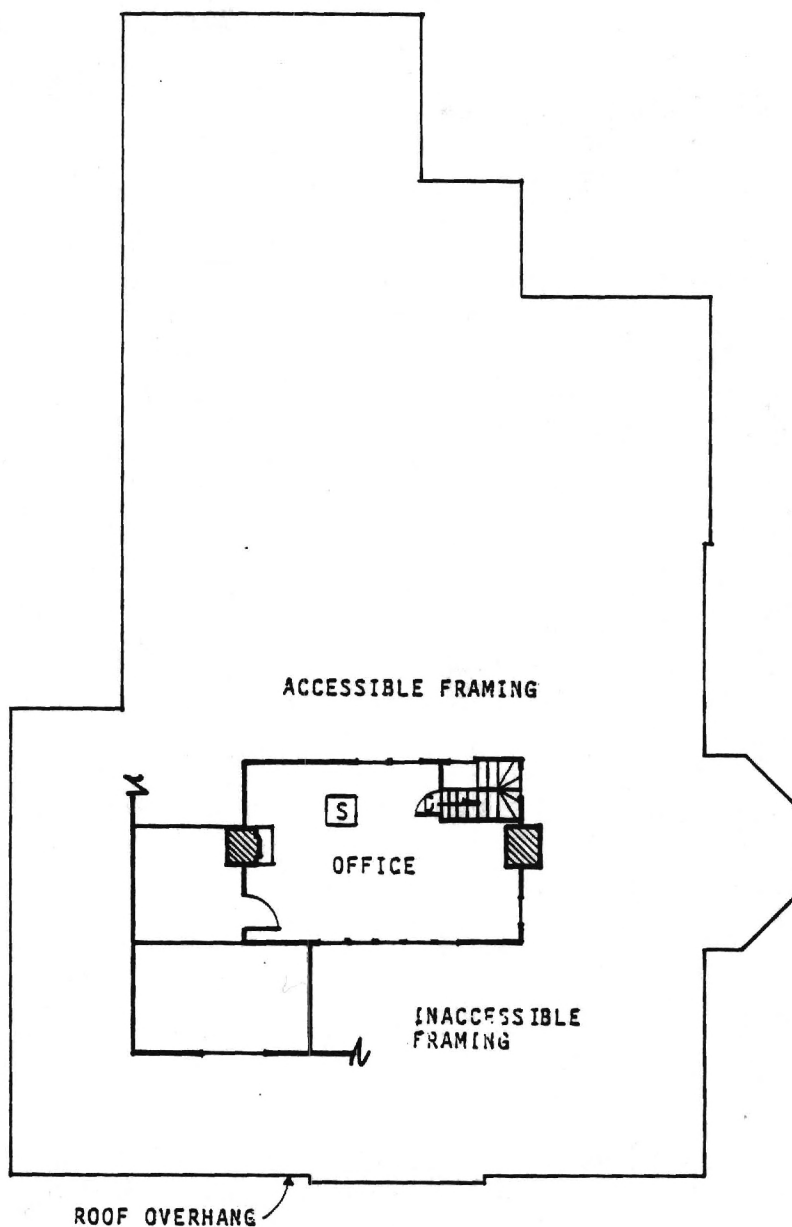 ACCESSIBLE FRAMING
S
OFFICE
INACCESSIBLE
FRAMING
ROOF OVERHANG